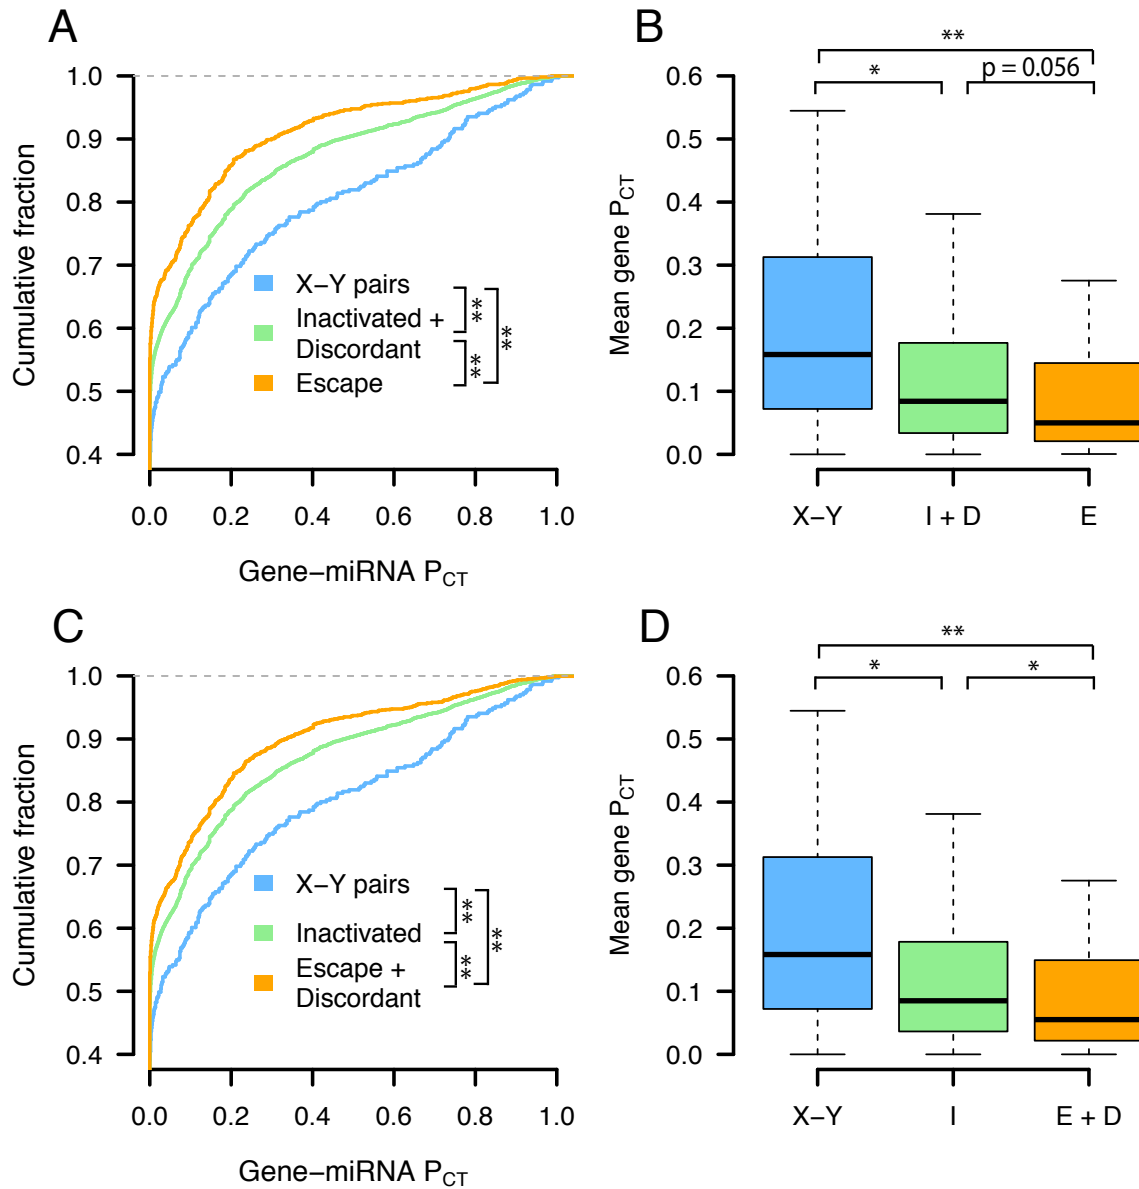 A
Cumulative fraction
1.0
0.9
0.8
0.7
0.6
0.5
0.4
X−Y pairs
Inactivated +
Discordant
Escape
**
**
**
0.0 0.2 0.4 0.6 0.8 1.0
Gene−miRNA PCT
B
Mean gene PCT
**
*
p = 0.056
0.6
0.5
0.4
0.3
0.2
0.1
0.0
X−Y I + D E
C
Cumulative fraction
1.0
0.9
0.8
0.7
0.6
0.5
0.4
X−Y pairs
Inactivated
Escape +
Discordant
**
**
**
0.0 0.2 0.4 0.6 0.8 1.0
Gene−miRNA PCT
D
Mean gene PCT
**
*
*
0.6
0.5
0.4
0.3
0.2
0.1
0.0
X−Y I E + D